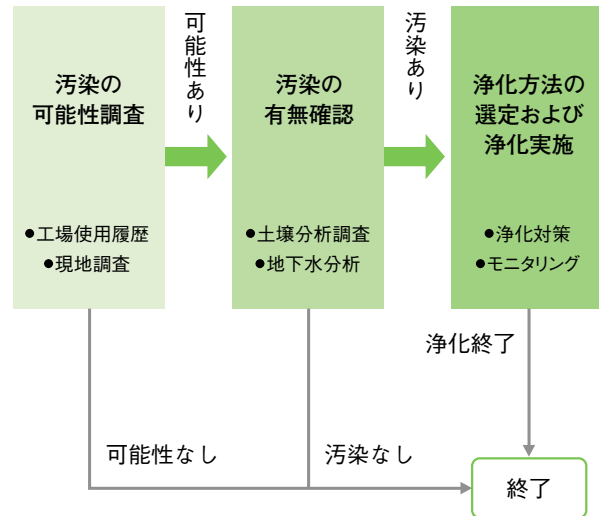 汚染の
可能性調査
●工場使用履歴
●現地調査
可能性あり
汚染の
有無確認
●土壌分析調査
●地下水分析
汚染あり
浄化方法の
選定および
浄化実施
●浄化対策
●モニタリング
浄化終了
可能性なし
汚染なし
終了